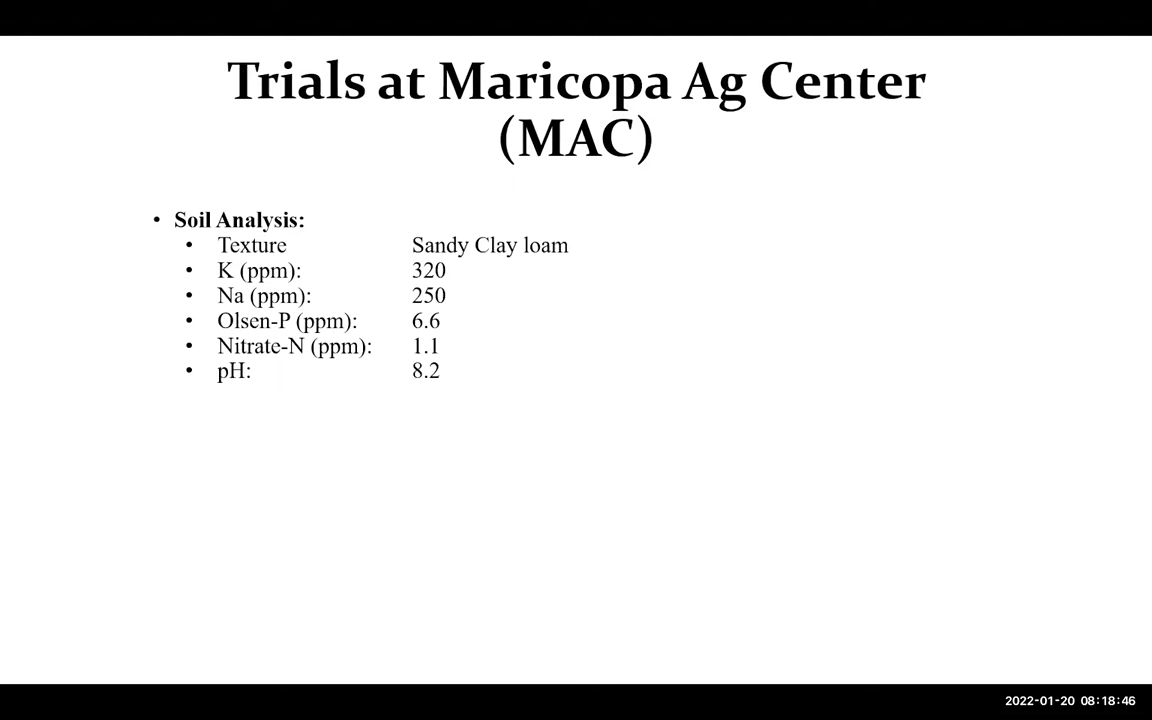 Trials at Maricopa Ag Center
(MAC)
• Soil Analysis:
• Texture Sandy Clay loam
• K (ppm): 320
• Na (ppm): 250
• Olsen-P (ppm): 6.6
• Nitrate-N (ppm): 1.1
• pH: 8.2
2022-01-20 08:18:46